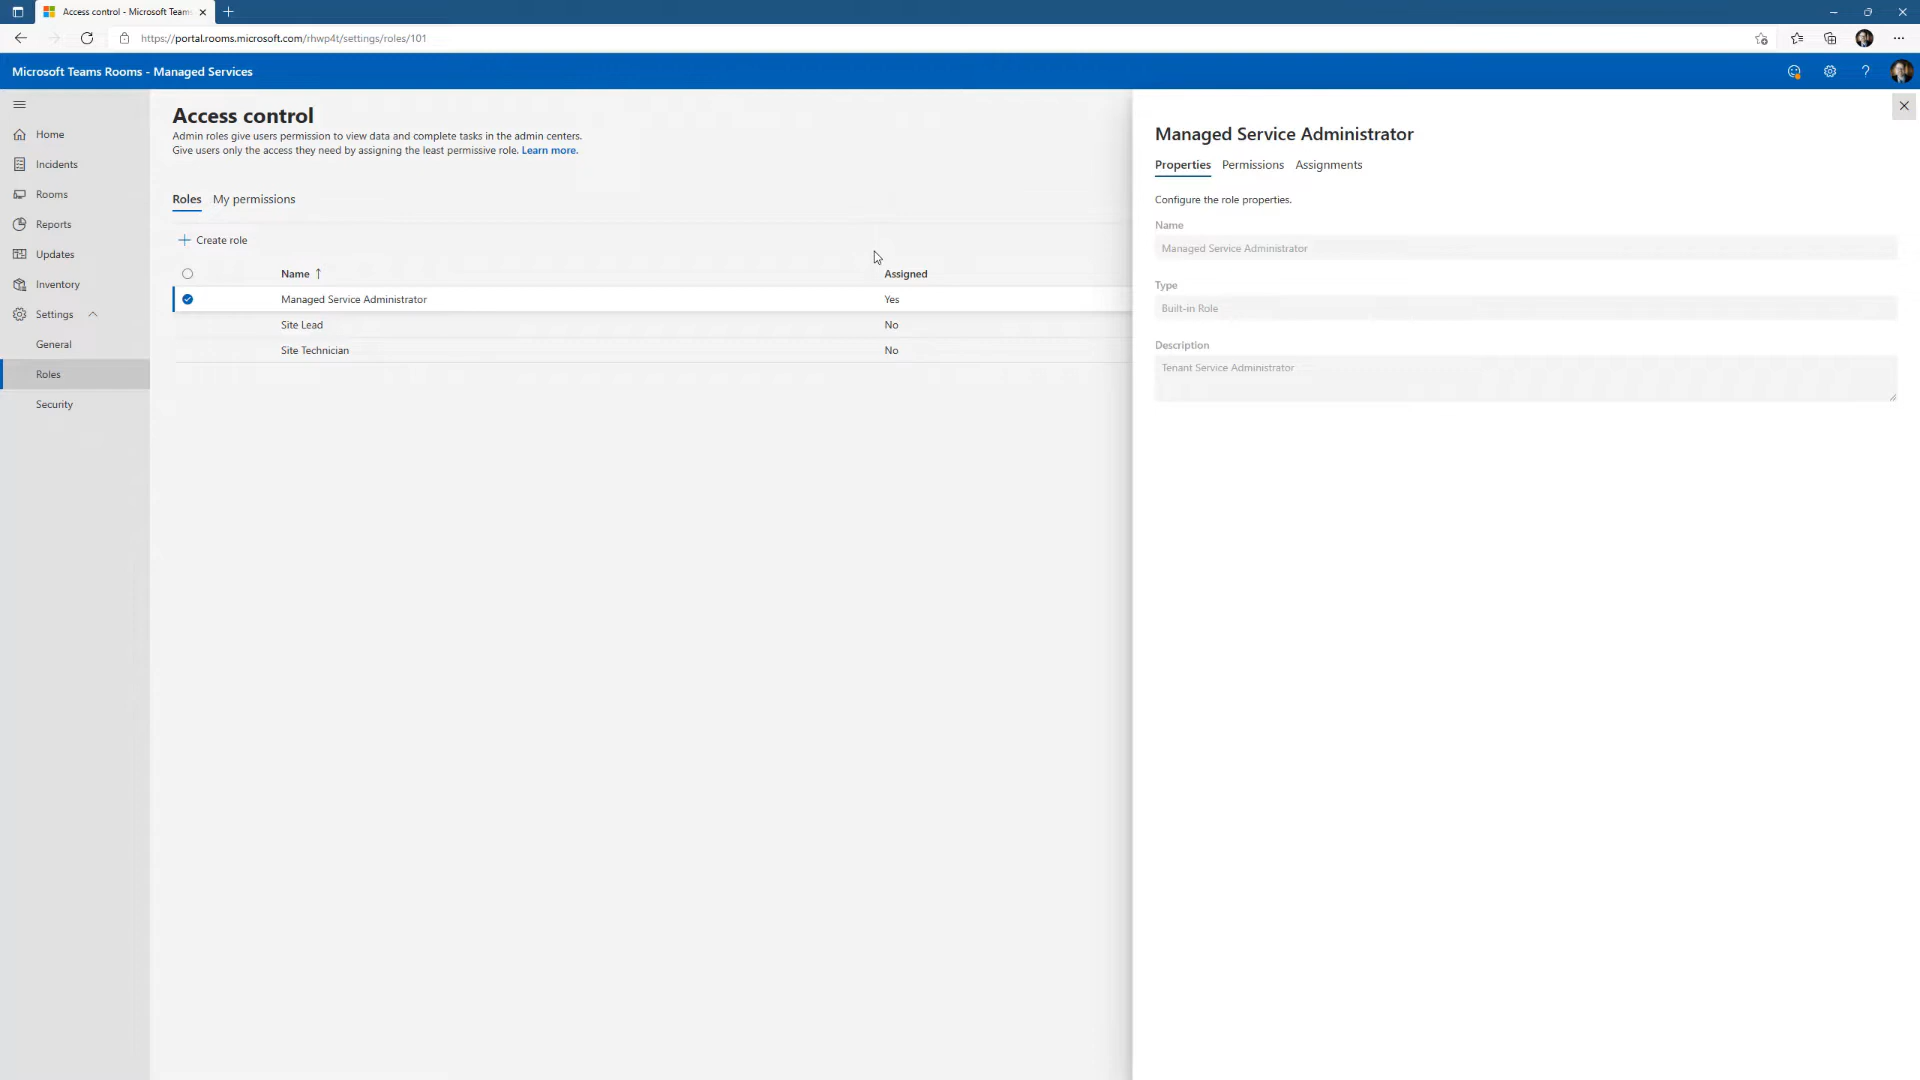 Access control - Microsoft Teams
https://portal.rooms.microsoft.com/rhwp4t/settings/roles/101
Microsoft Teams Rooms - Managed Services
Home
Incidents
Rooms
Reports
Updates
Inventory
Settings
General
Roles
Security
Access control
Admin roles give users permission to view data and complete tasks in the admin centers.
Give users only the access they need by assigning the least permissive role. Learn more.
Roles My permissions
Create role
Name ↑ Assigned
Managed Service Administrator Yes
Site Lead No
Site Technician No
Managed Service Administrator
Properties Permissions Assignments
Configure the role properties.
Name
Managed Service Administrator
Type
Built-in Role
Description
Tenant Service Administrator